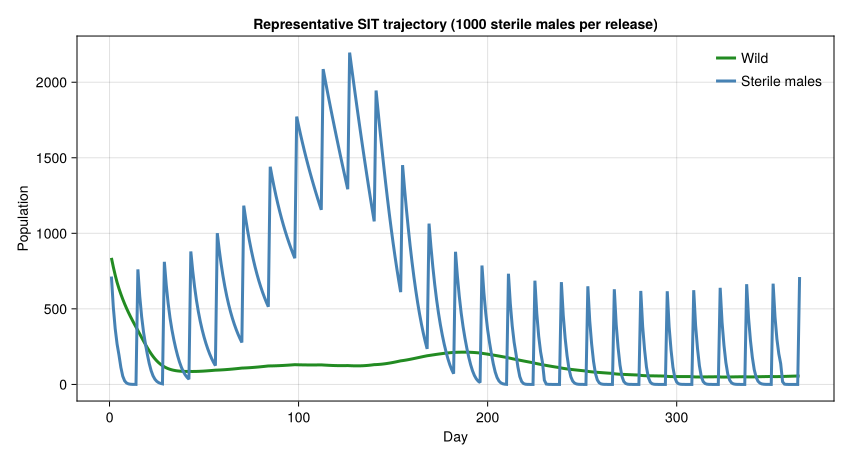 Representative SIT trajectory (1000 sterile males per release)
Wild
Sterile males
Population
2000
1500
1000
500
0
0 100 200 300
Day